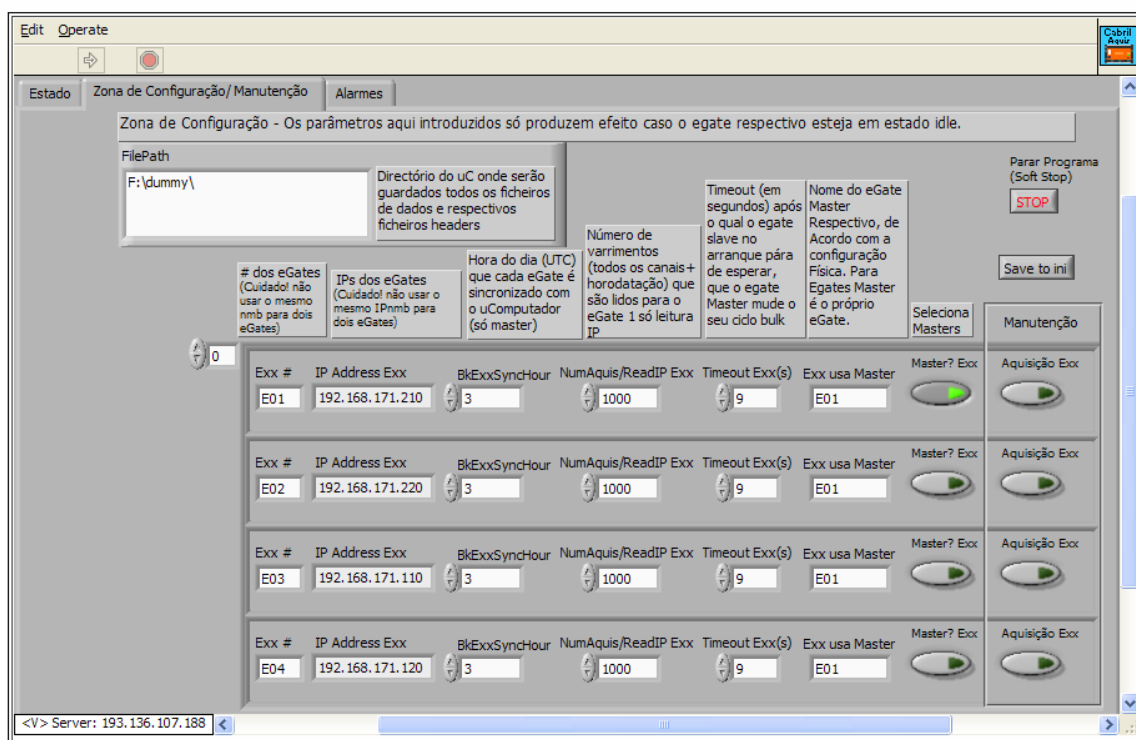 Edit Operate
Cabril
Aquis
Estado
Zona de Configuração/Manutenção
Alarmes
Zona de Configuração - Os parâmetros aqui introduzidos só produzem efeito caso o egate respectivo esteja em estado idle.
FilePath
F:\dummy\
Directório do uC onde serão
guardados todos os ficheiros
de dados e respectivos
ficheiros headers
Parar Programa
(Soft Stop)
STOP
Save to ini
# dos eGates
(Cuidado! não
usar o mesmo
nmb para dois
eGates)
IPs dos eGates
(Cuidado! não usar o
mesmo IPnmb para
dois eGates)
Hora do dia (UTC)
que cada eGate é
sincronizado com
o uComputador
(só master)
Número de
varrimentos
(todos os canais+
horodatação) que
são lidos para o
eGate 1 só leitura
IP
Timeout (em
segundos) após
o qual o egate
slave no
arranque pára
de esperar,
que o egate
Master mude o
seu ciclo bulk
Nome do eGate
Master
Respectivo, de
Acordo com a
configuração
Física. Para
Egates Master
é o próprio
eGate.
Seleciona
Masters
Manutenção
0
Exx # IP Address Exx BkExxSyncHour NumAquis/ReadIP Exx Timeout Exx(s) Exx usa Master Master? Exx Aquisição Exx
E01 192.168.171.210 3 1000 9 E01
Exx # IP Address Exx BkExxSyncHour NumAquis/ReadIP Exx Timeout Exx(s) Exx usa Master Master? Exx Aquisição Exx
E02 192.168.171.220 3 1000 9 E01
Exx # IP Address Exx BkExxSyncHour NumAquis/ReadIP Exx Timeout Exx(s) Exx usa Master Master? Exx Aquisição Exx
E03 192.168.171.110 3 1000 9 E01
Exx # IP Address Exx BkExxSyncHour NumAquis/ReadIP Exx Timeout Exx(s) Exx usa Master Master? Exx Aquisição Exx
E04 192.168.171.120 3 1000 9 E01
<V> Server: 193.136.107.188